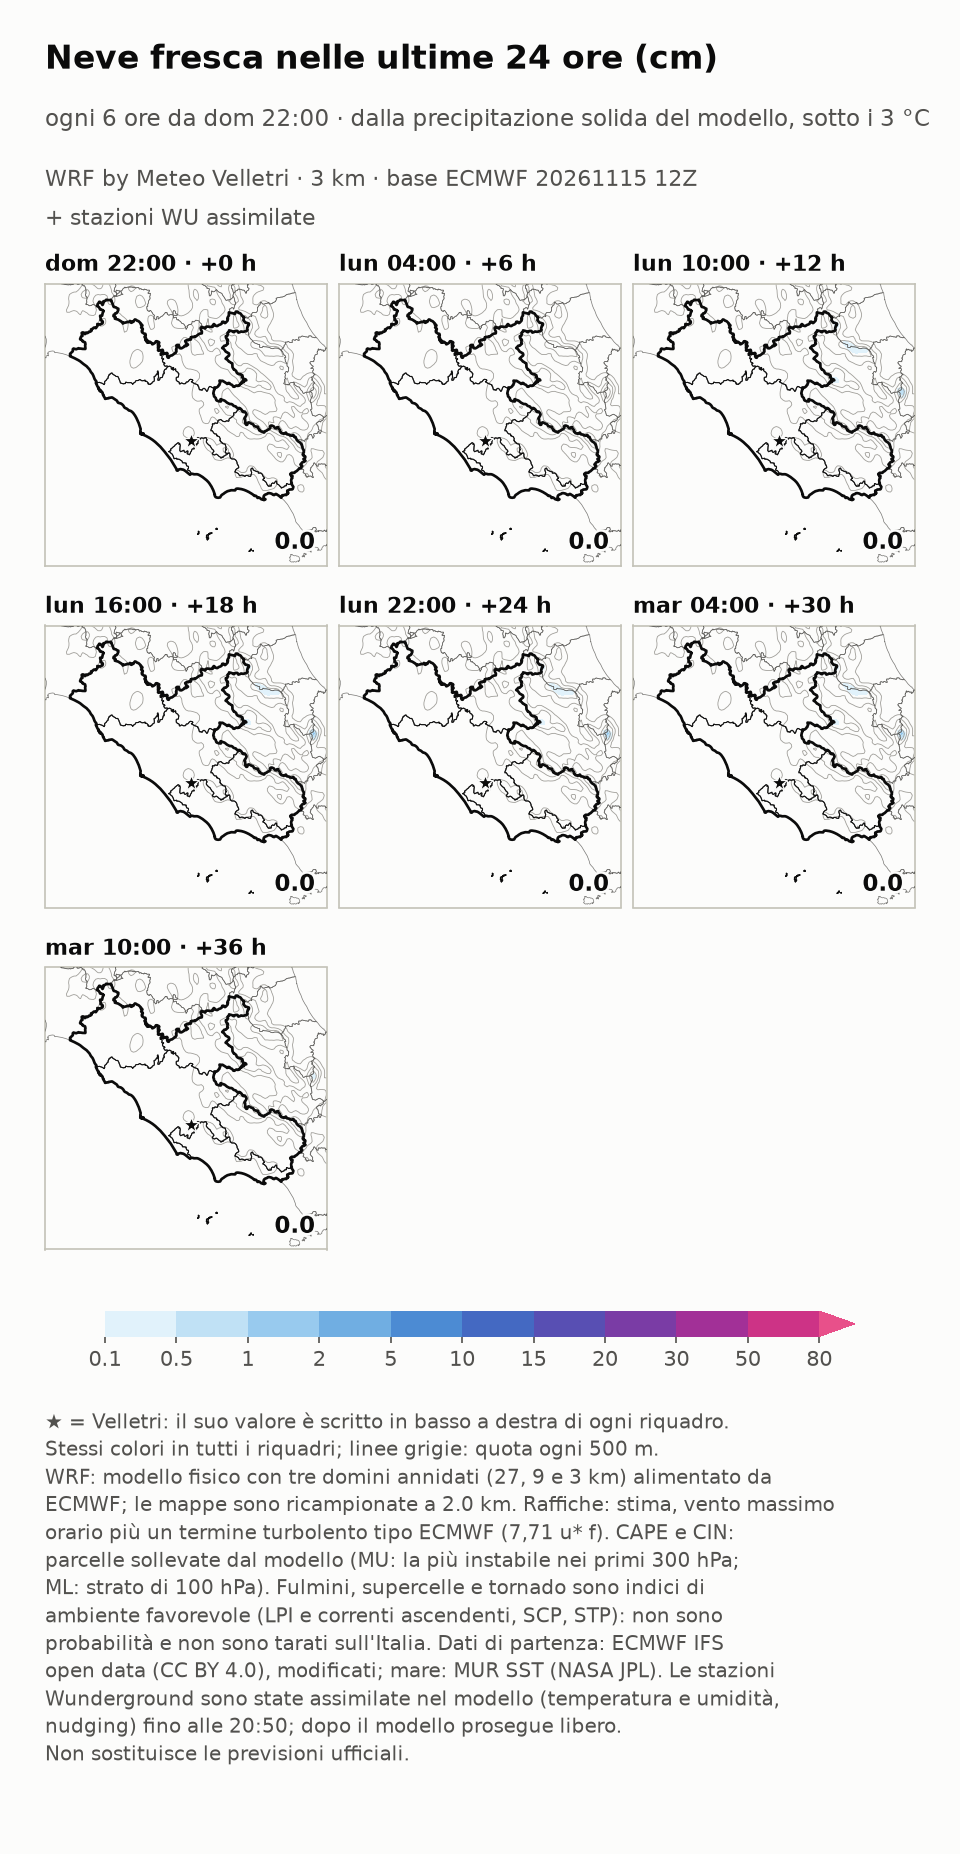 Neve fresca nelle ultime 24 ore (cm)
ogni 6 ore da dom 22:00 · dalla precipitazione solida del modello, sotto i 3 °C
WRF by Meteo Velletri · 3 km · base ECMWF 20261115 12Z
+ stazioni WU assimilate
dom 22:00 · +0 h
lun 04:00 · +6 h
lun 10:00 · +12 h
0.0
0.0
0.0
lun 16:00 · +18 h
lun 22:00 · +24 h
mar 04:00 · +30 h
0.0
0.0
0.0
mar 10:00 · +36 h
0.0
0.1 0.5 1 2 5 10 15 20 30 50 80
★ = Velletri: il suo valore è scritto in basso a destra di ogni riquadro.
Stessi colori in tutti i riquadri; linee grigie: quota ogni 500 m.
WRF: modello fisico con tre domini annidati (27, 9 e 3 km) alimentato da
ECMWF; le mappe sono ricampionate a 2.0 km. Raffiche: stima, vento massimo
orario più un termine turbolento tipo ECMWF (7,71 u* f). CAPE e CIN:
parcelle sollevate dal modello (MU: la più instabile nei primi 300 hPa;
ML: strato di 100 hPa). Fulmini, supercelle e tornado sono indici di
ambiente favorevole (LPI e correnti ascendenti, SCP, STP): non sono
probabilità e non sono tarati sull'Italia. Dati di partenza: ECMWF IFS
open data (CC BY 4.0), modificati; mare: MUR SST (NASA JPL). Le stazioni
Wunderground sono state assimilate nel modello (temperatura e umidità,
nudging) fino alle 20:50; dopo il modello prosegue libero.
Non sostituisce le previsioni ufficiali.